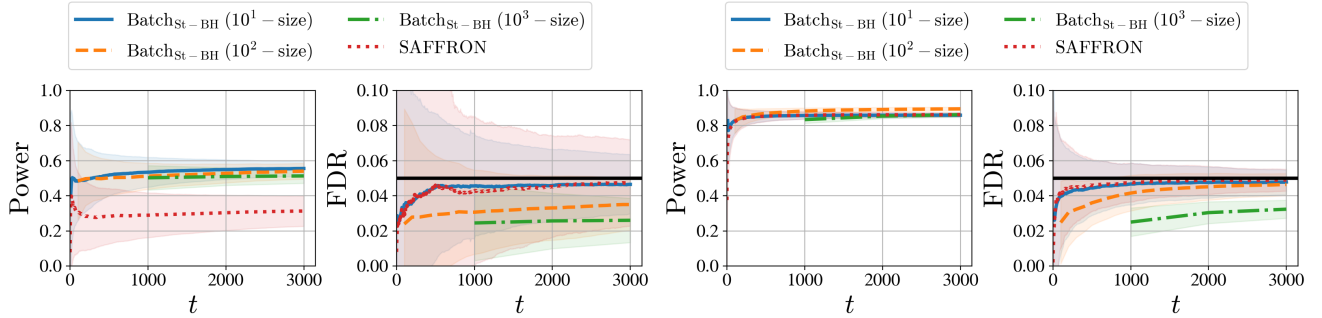 Batch_St−BH (10^1 − size)
Batch_St−BH (10^3 − size)
Batch_St−BH (10^2 − size)
SAFFRON
Batch_St−BH (10^1 − size)
Batch_St−BH (10^3 − size)
Batch_St−BH (10^2 − size)
SAFFRON
Power
1.0
0.8
0.6
0.4
0.2
0.0
0 1000 2000 3000
t
FDR
0.10
0.08
0.06
0.04
0.02
0.00
0 1000 2000 3000
t
Power
1.0
0.8
0.6
0.4
0.2
0.0
0 1000 2000 3000
t
FDR
0.10
0.08
0.06
0.04
0.02
0.00
0 1000 2000 3000
t